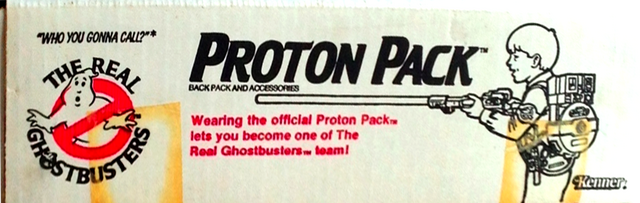 "WHO YOU GONNA CALL?"*
THE REAL
GHOSTBUSTERS
PROTON PACK™
BACK PACK AND ACCESSORIES
Wearing the official Proton Pack™
lets you become one of The
Real Ghostbusters™ team!
Kenner